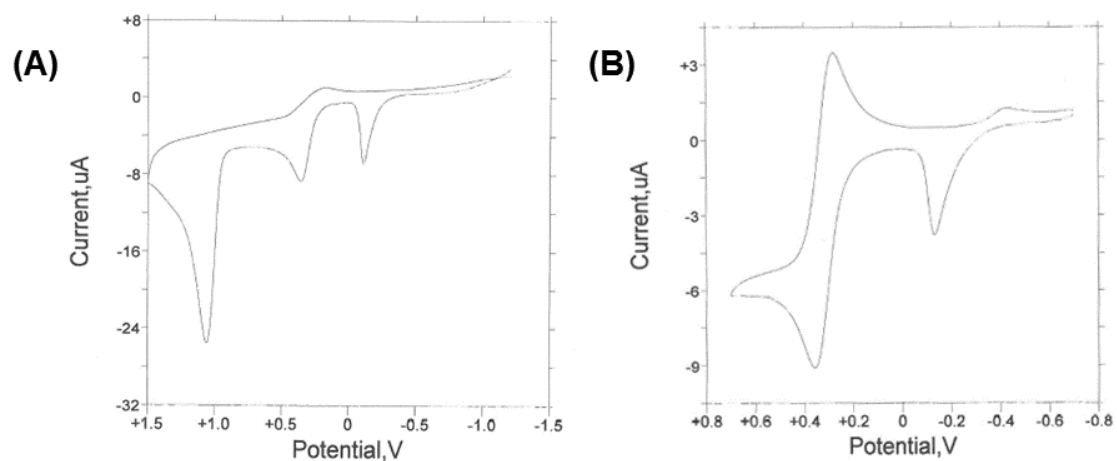 (A)
+8
0
-8
-16
-24
-32
Current,uA
+1.5 +1.0 +0.5 0 -0.5 -1.0 -1.5
Potential,V
(B)
+3
0
-3
-6
-9
Current,uA
+0.8 +0.6 +0.4 +0.2 0 -0.2 -0.4 -0.6 -0.8
Potential,V